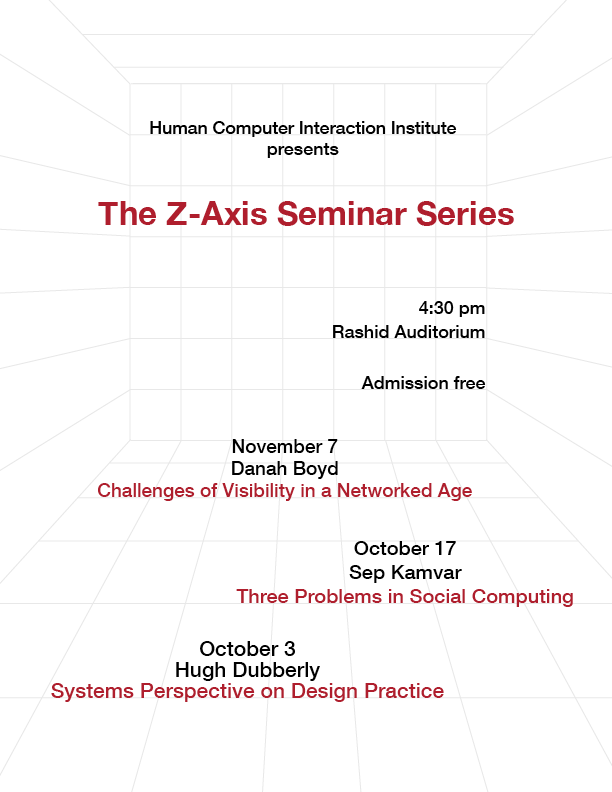 Human Computer Interaction Institute
presents
The Z-Axis Seminar Series
4:30 pm
Rashid Auditorium
Admission free
November 7
Danah Boyd
Challenges of Visibility in a Networked Age
October 17
Sep Kamvar
Three Problems in Social Computing
October 3
Hugh Dubberly
Systems Perspective on Design Practice